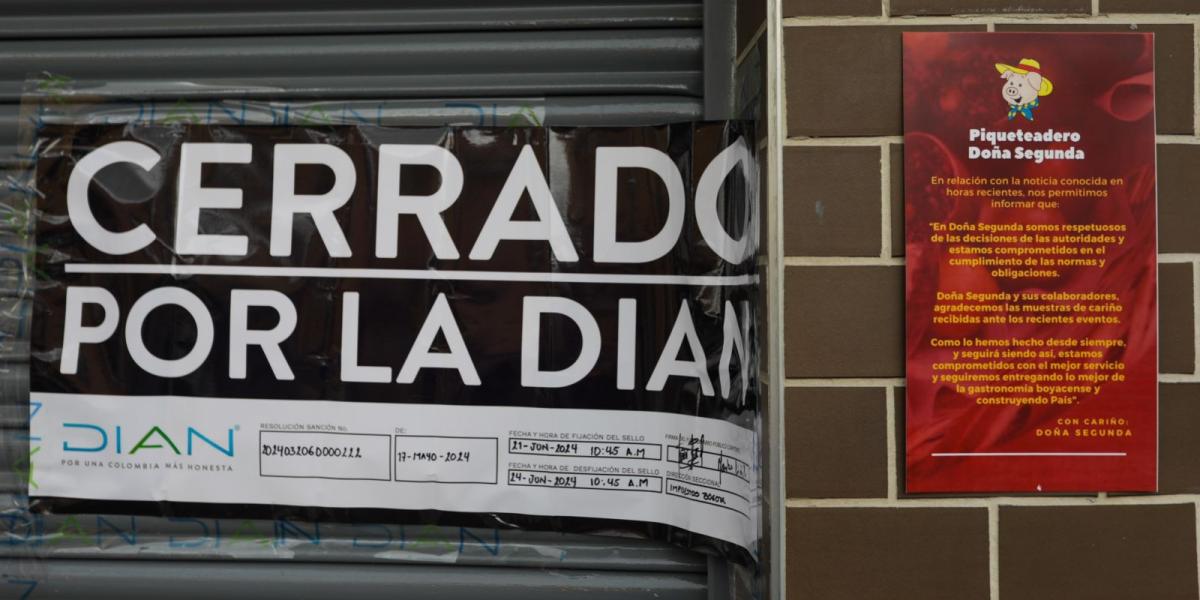 CERRADO
POR LA DIAN
DIAN
POR UNA COLOMBIA MÁS HONESTA
RESOLUCIÓN SANCIÓN No.
DE:
17-MAYO-2024
FECHA Y HORA DE FIJACIÓN DEL SELLO
21-JUN-2024 10:45 A.M
FECHA Y HORA DE DESFIJACIÓN DEL SELLO
24-JUN-2024 10:45 A.M
DIRECCIÓN SECCIONAL
IMPUESTOS
Piqueteadero
Doña Segunda
En relación con la noticia conocida en
horas recientes, nos permitimos
informar que:
"En Doña Segunda somos respetuosos
de las decisiones de las autoridades y
estamos comprometidos en el
cumplimiento de las normas y
obligaciones.
Doña Segunda y sus colaboradores,
agradecemos las muestras de cariño
recibidas ante los recientes eventos.
Como lo hemos hecho desde siempre,
y seguirá siendo así, estamos
comprometidos con el mejor servicio
y seguiremos entregando lo mejor de
la gastronomía boyacense y
construyendo País".
CON CARIÑO:
DOÑA SEGUNDA